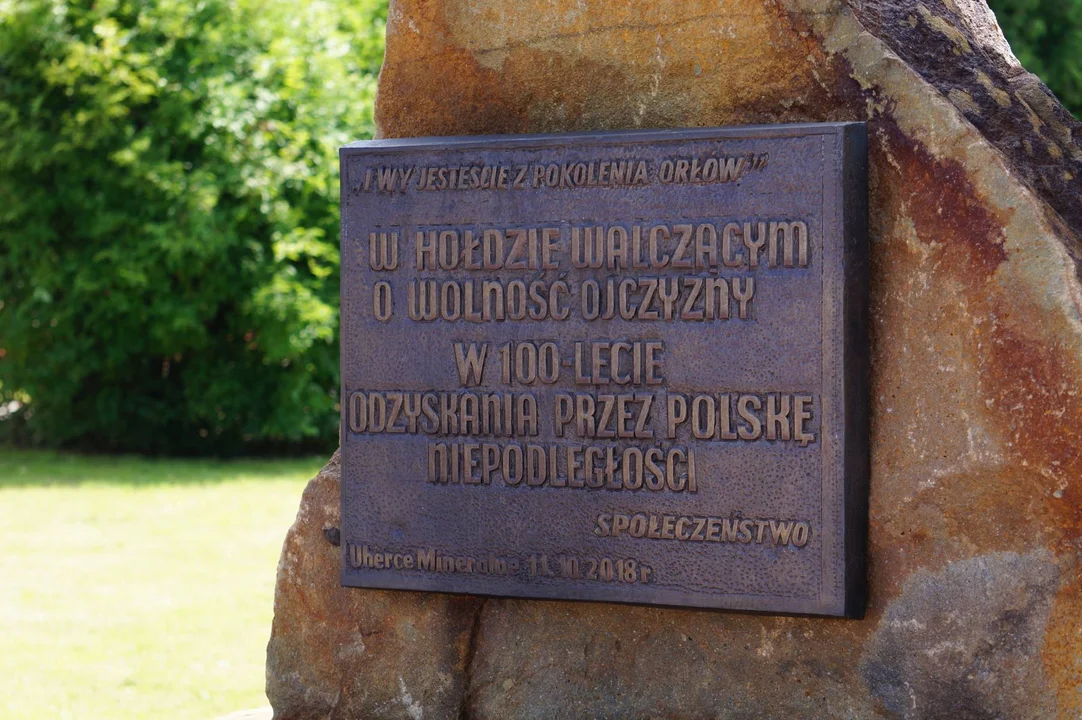 „I WY JESTEŚCIE Z POKOLENIA ORŁÓW”
W HOŁDZIE WALCZĄCYM
O WOLNOŚĆ OJCZYZNY
W 100-LECIE
ODZYSKANIA PRZEZ POLSKĘ
NIEPODLEGŁOŚCI
SPOŁECZEŃSTWO
Uherce Mineralne 11.10.2018 r